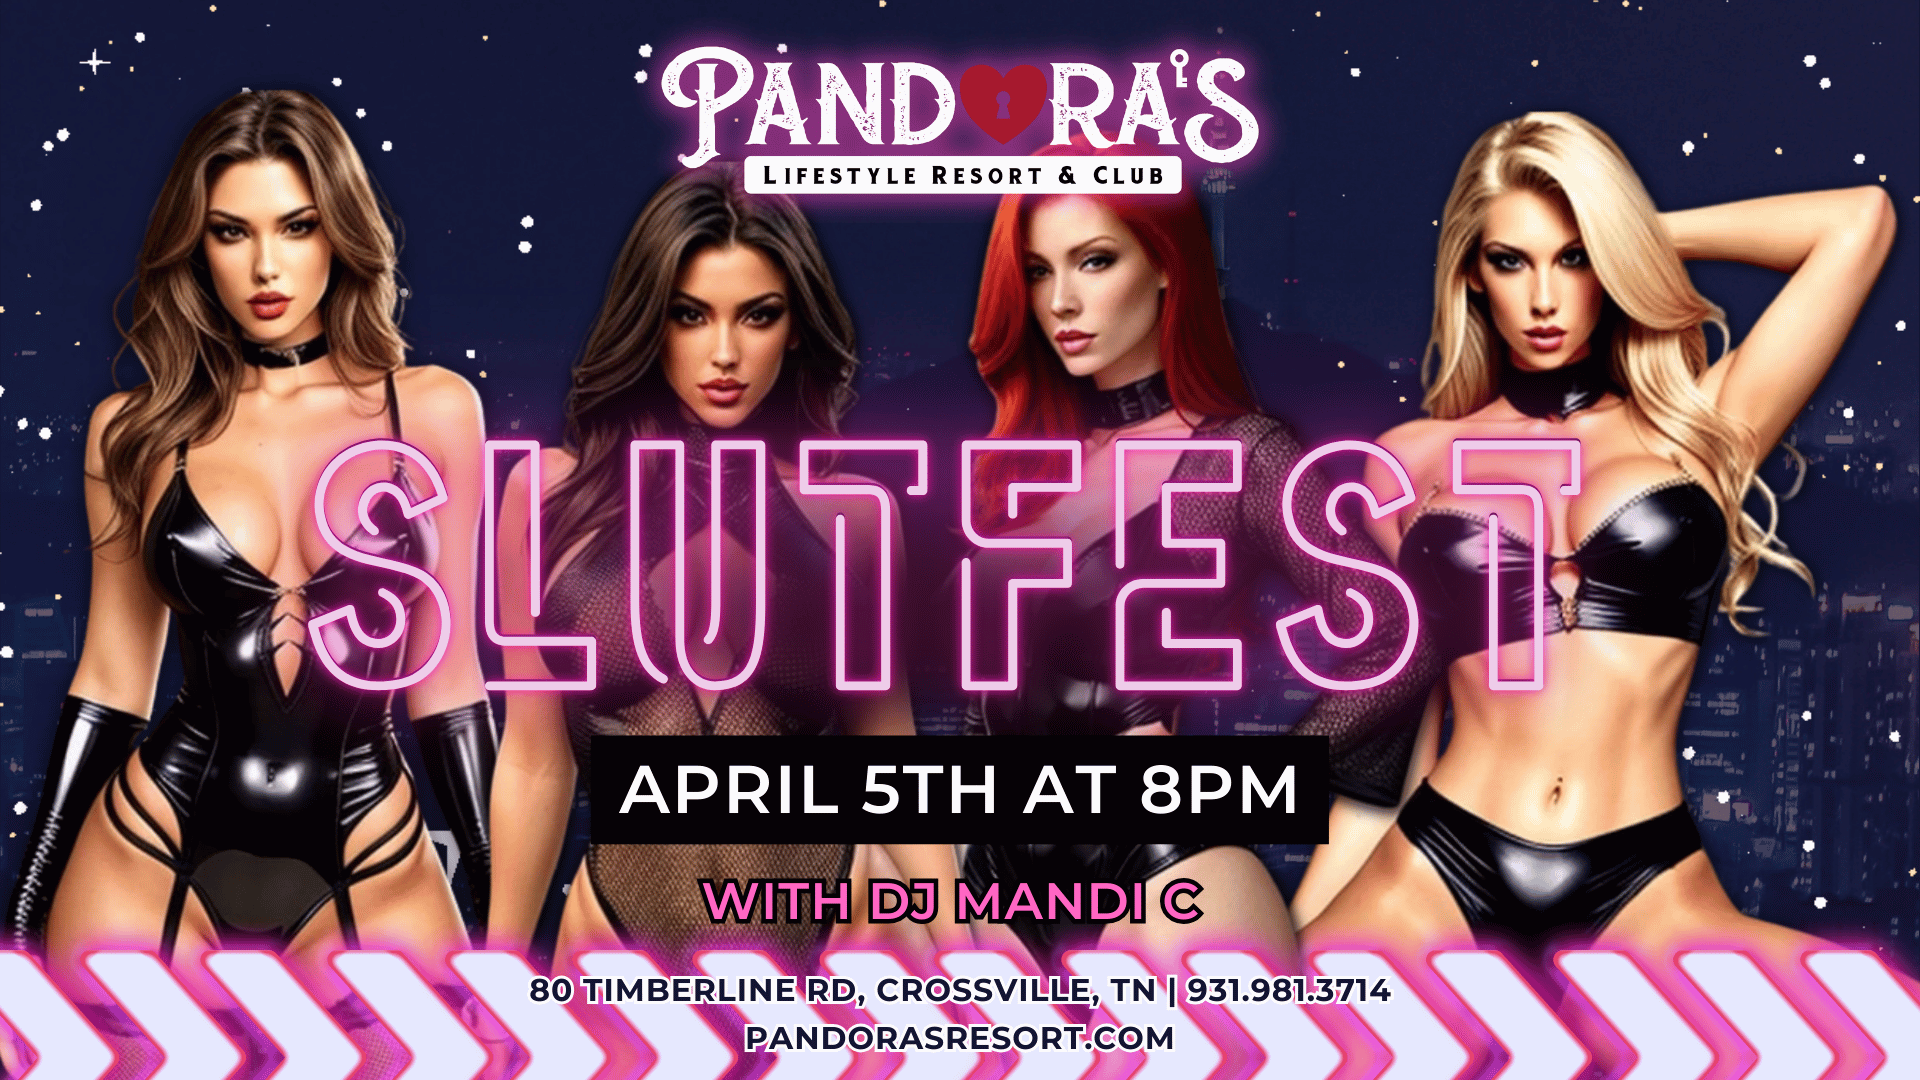 PANDORA'S
LIFESTYLE RESORT & CLUB
SLUTFEST
APRIL 5TH AT 8PM
WITH DJ MANDI C
80 TIMBERLINE RD, CROSSVILLE, TN | 931.981.3714
PANDORASRESORT.COM